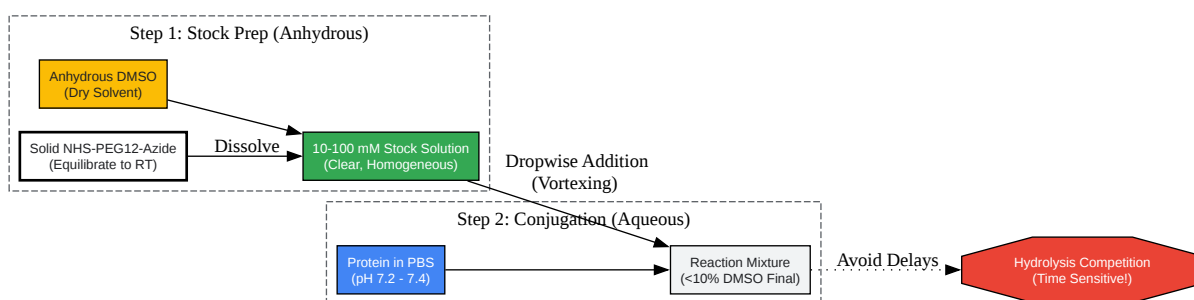 Step 1: Stock Prep (Anhydrous)
Anhydrous DMSO
(Dry Solvent)
Solid NHS-PEG12-Azide
(Equilibrate to RT)
Dissolve
10-100 mM Stock Solution
(Clear, Homogeneous)
Dropwise Addition
(Vortexing)
Step 2: Conjugation (Aqueous)
Protein in PBS
(pH 7.2 - 7.4)
Reaction Mixture
(<10% DMSO Final)
Avoid Delays
Hydrolysis Competition
(Time Sensitive!)